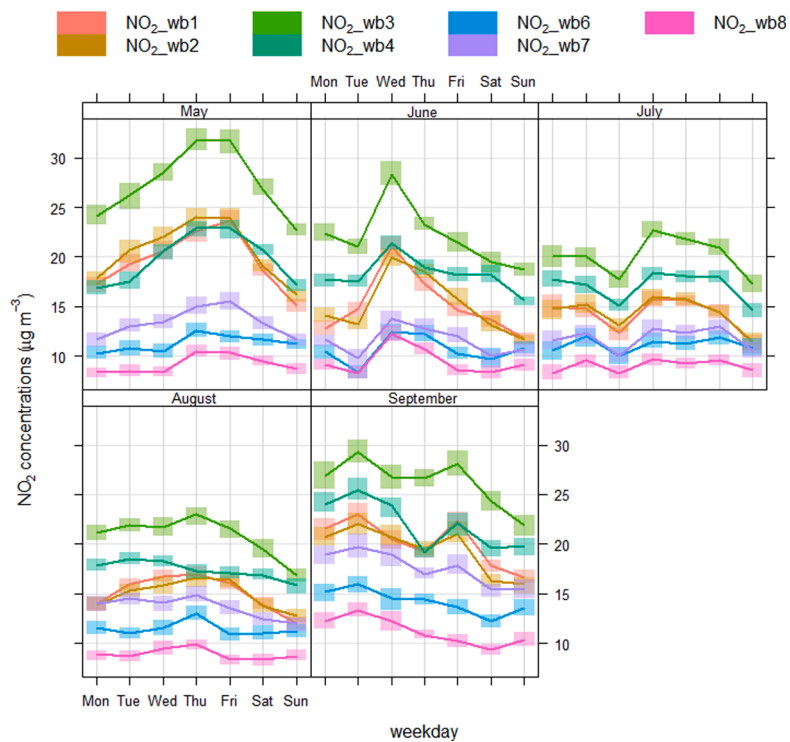 NO₂_wb1 NO₂_wb3 NO₂_wb6 NO₂_wb8
NO₂_wb2 NO₂_wb4 NO₂_wb7
Mon Tue Wed Thu Fri Sat Sun
May June July
30
25
20
15
10
NO₂ concentrations (ug m⁻³)
August September
30
25
20
15
10
Mon Tue Wed Thu Fri Sat Sun
weekday